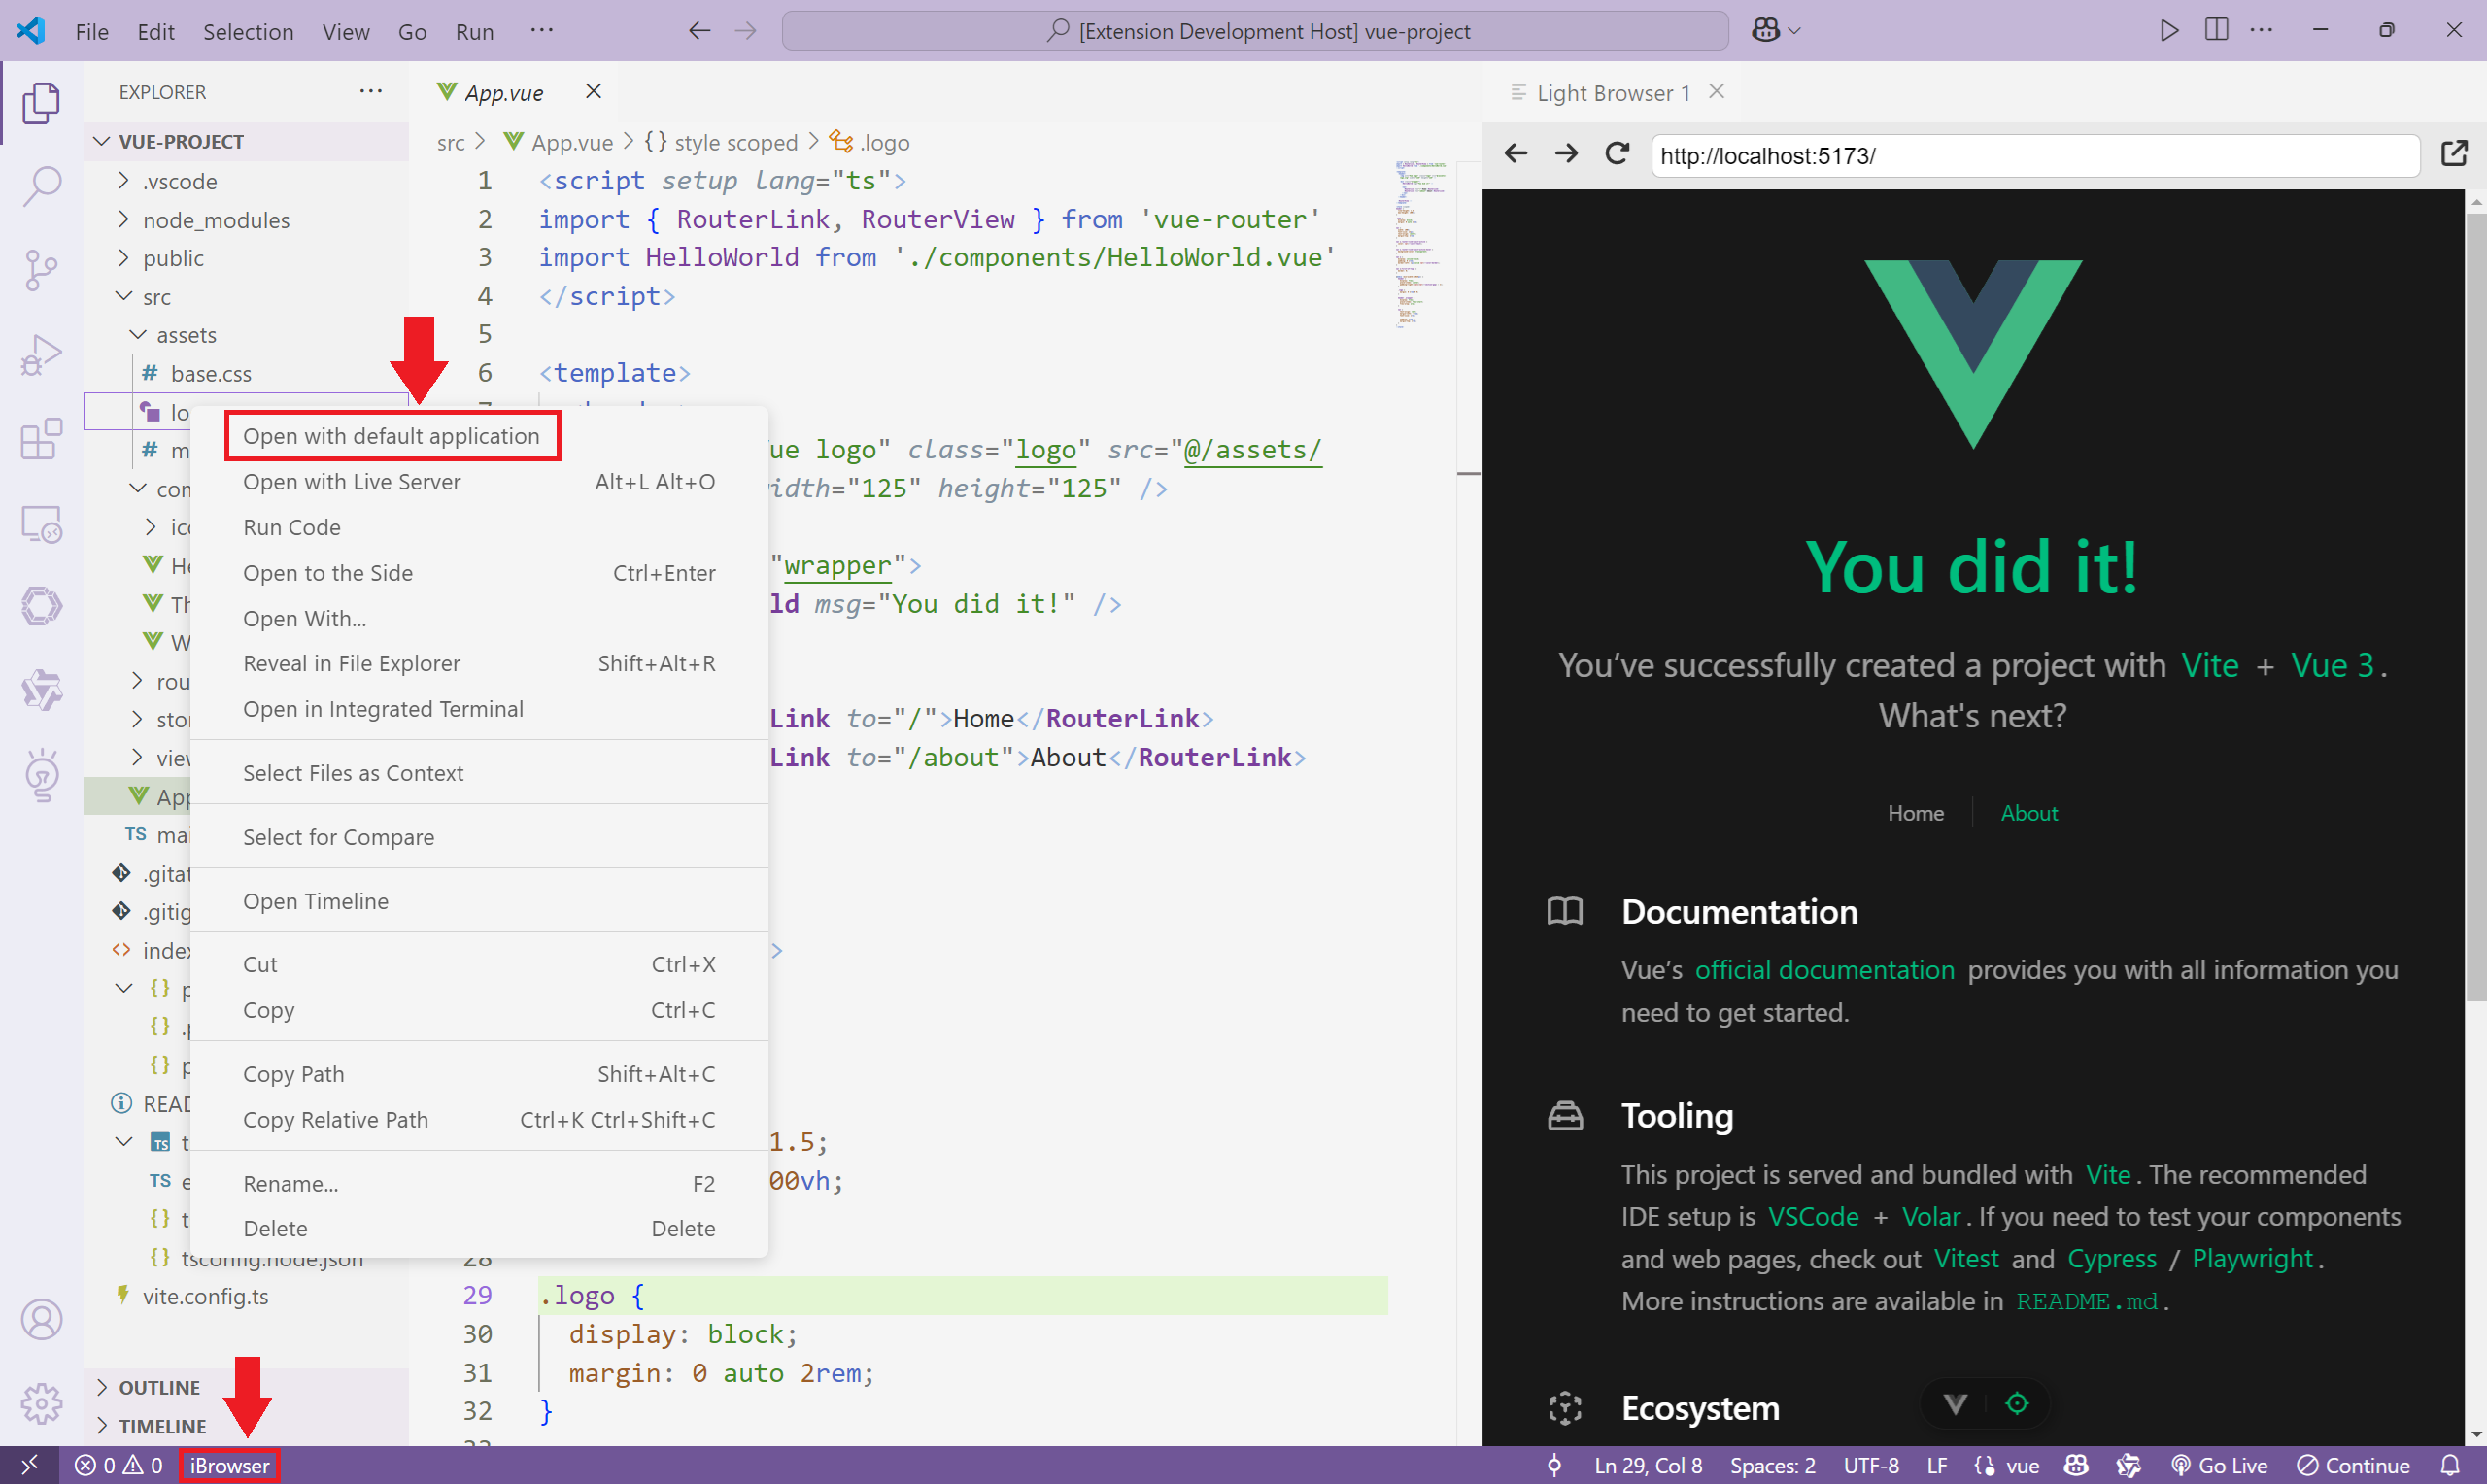 File Edit Selection View Go Run ···
[Extension Development Host] vue-project
EXPLORER
VUE-PROJECT
.vscode
node_modules
public
src
assets
# base.css
lo
# m
con
ico
He
Th
W
rou
stor
view
App
TS mai
.gitat
.gitig
<> index
{} p
{} .p
{} p
READ
TS t
TS e
{} t
{} tsconfig.node.json
vite.config.ts
OUTLINE
TIMELINE
Open with default application
Open with Live Server Alt+L Alt+O
Run Code
Open to the Side Ctrl+Enter
Open With...
Reveal in File Explorer Shift+Alt+R
Open in Integrated Terminal
Select Files as Context
Select for Compare
Open Timeline
Cut Ctrl+X
Copy Ctrl+C
Copy Path Shift+Alt+C
Copy Relative Path Ctrl+K Ctrl+Shift+C
Rename... F2
Delete Delete
App.vue
src > App.vue > {} style scoped > .logo
1 <script setup lang="ts">
2 import { RouterLink, RouterView } from 'vue-router'
3 import HelloWorld from './components/HelloWorld.vue'
4 </script>
5
6 <template>
ue logo" class="logo" src="@/assets/
idth="125" height="125" />
"wrapper">
ld msg="You did it!" />
Link to="/">Home</RouterLink>
Link to="/about">About</RouterLink>
>
1.5;
00vh;
28
29 .logo {
30 display: block;
31 margin: 0 auto 2rem;
32 }
Light Browser 1
http://localhost:5173/
You did it!
You’ve successfully created a project with Vite + Vue 3.
What's next?
Home About
Documentation
Vue’s official documentation provides you with all information you
need to get started.
Tooling
This project is served and bundled with Vite. The recommended
IDE setup is VSCode + Volar. If you need to test your components
and web pages, check out Vitest and Cypress / Playwright.
More instructions are available in README.md.
Ecosystem
0 0 iBrowser
Ln 29, Col 8 Spaces: 2 UTF-8 LF {} vue Go Live Continue